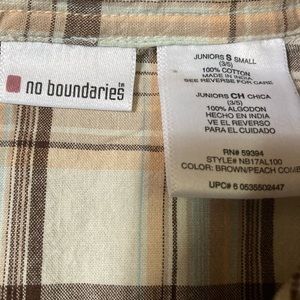 no boundaries™
JUNIORS S SMALL
(3/5)
100% COTTON
MADE IN INDIA
SEE REVERSE FOR CARE
JUNIORS CH CHICA
(3/5)
100% ALGODON
HECHO EN INDIA
VE EL REVERSO
PARA EL CUIDADO
RN# 59394
STYLE# NB17AL100
COLOR: BROWN/PEACH COMB
UPC# 6 0535502447